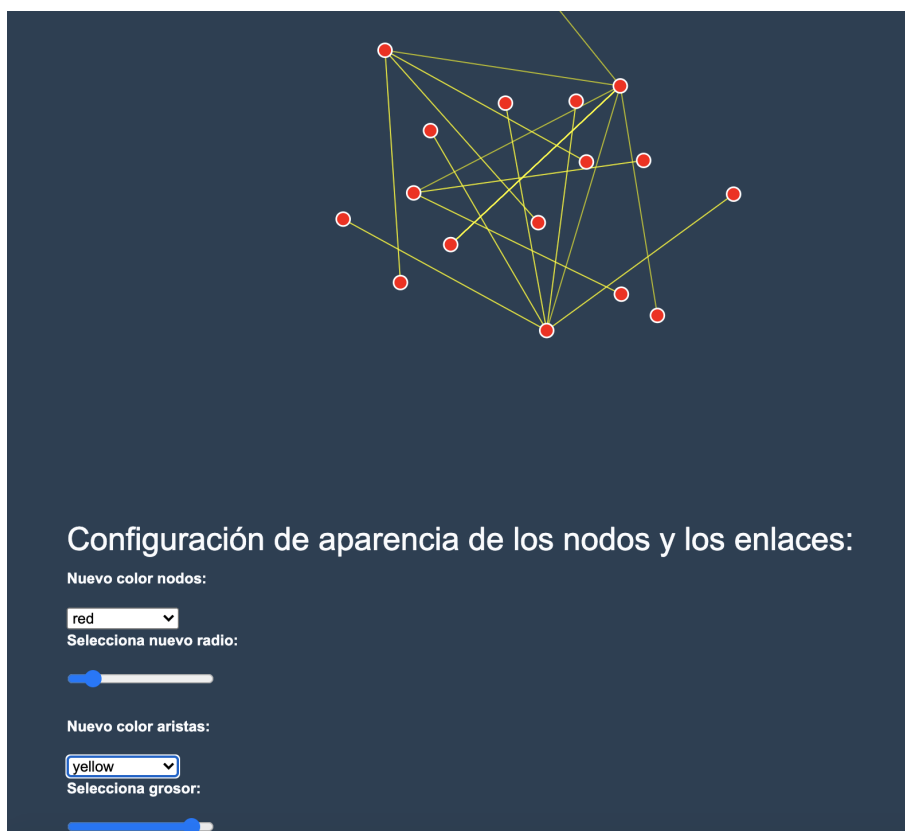 Configuración de aparencia de los nodos y los enlaces:
Nuevo color nodos:
red
Selecciona nuevo radio:
Nuevo color aristas:
yellow
Selecciona grosor: